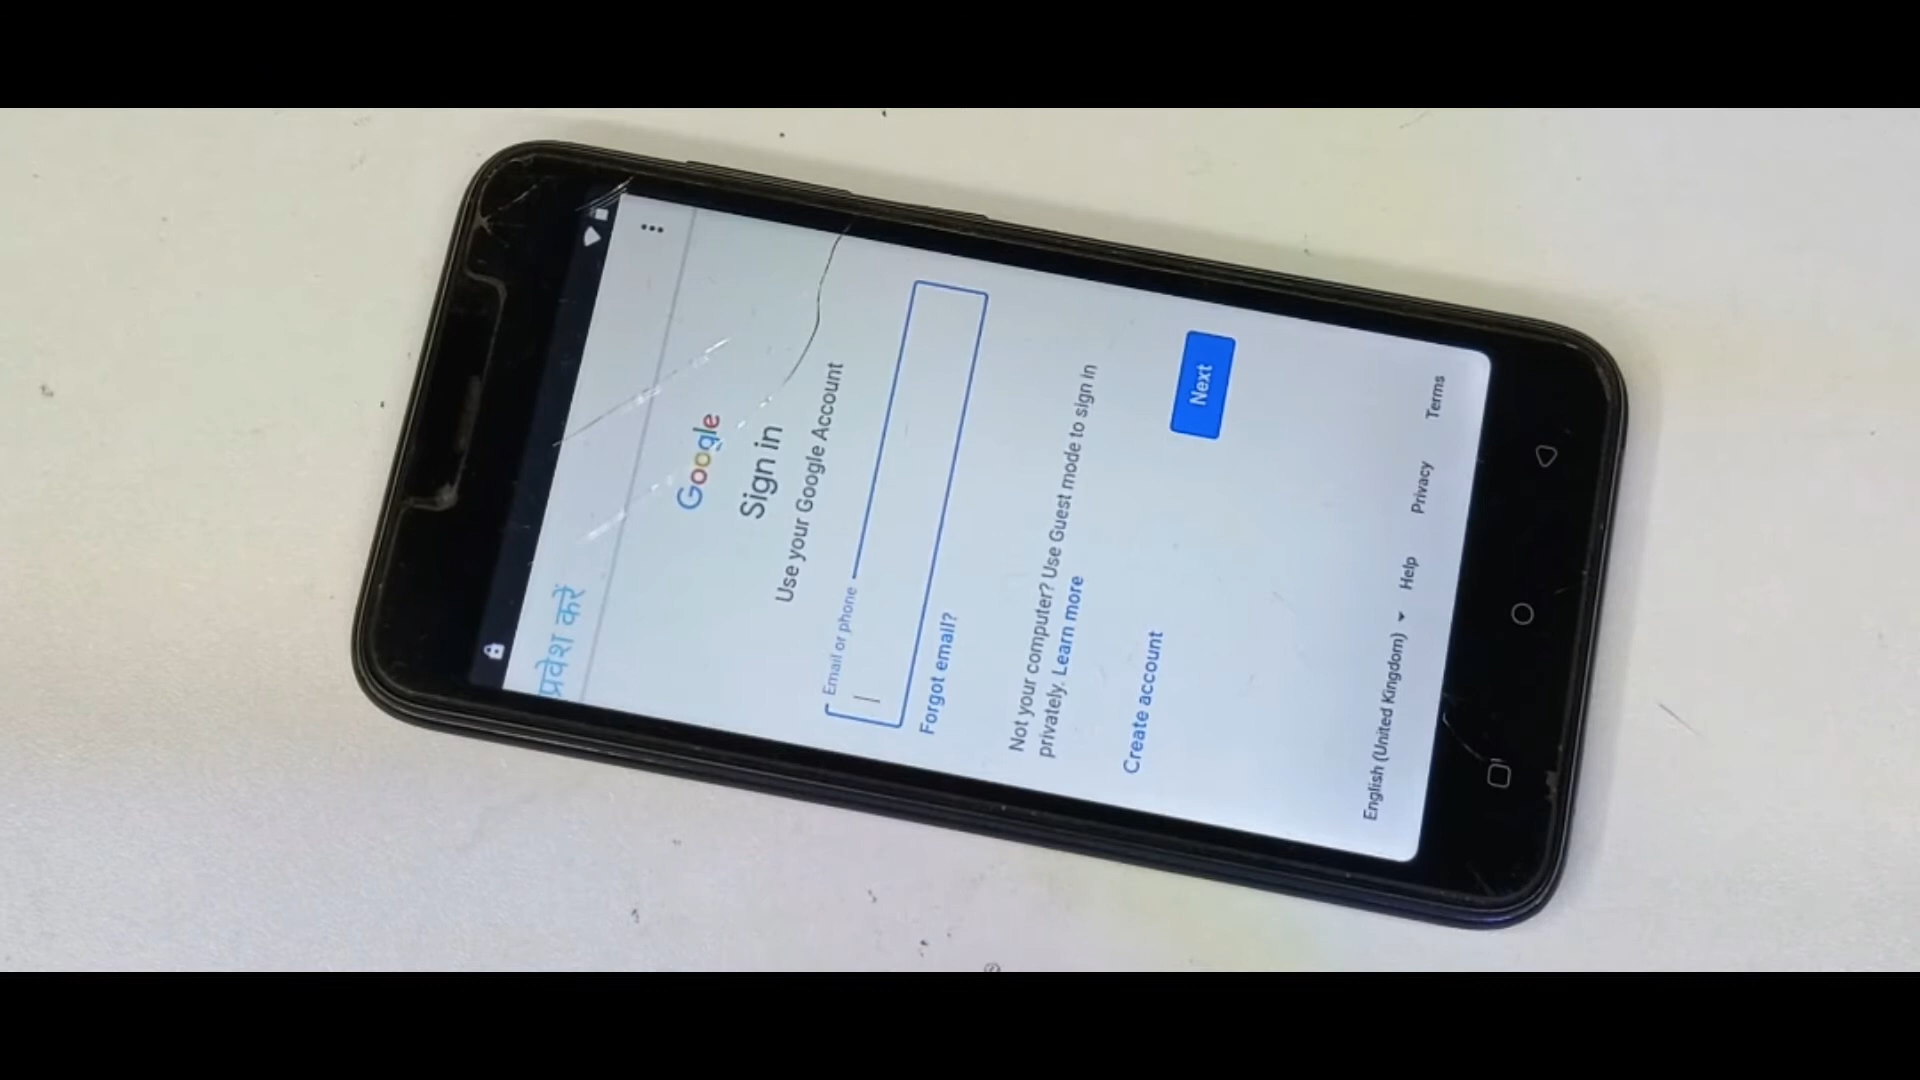 प्रवेश करें
Google
Sign in
Use your Google Account
Email or phone
Forgot email?
Not your computer? Use Guest mode to sign in
privately. Learn more
Create account
Next
English (United Kingdom) Help Privacy Terms